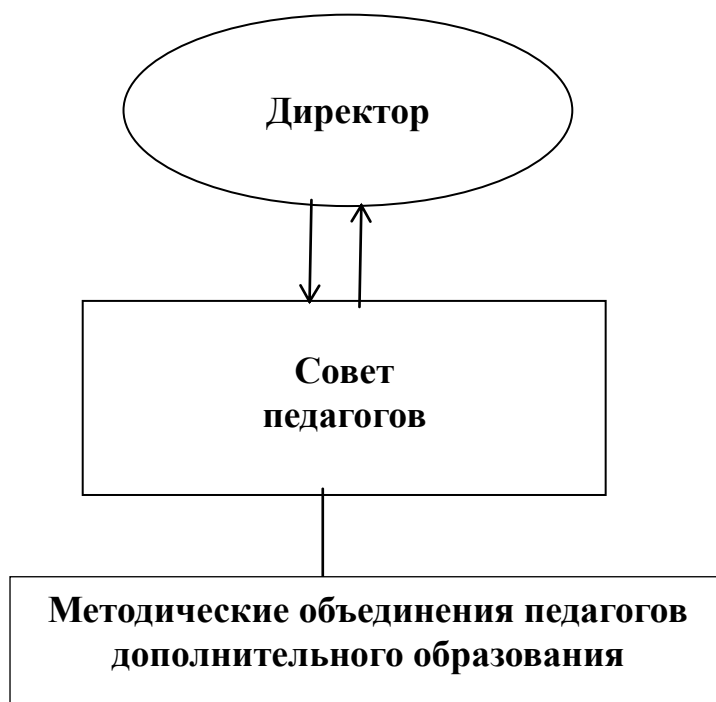 Директор
Совет
педагогов
Методические объединения педагогов
дополнительного образования